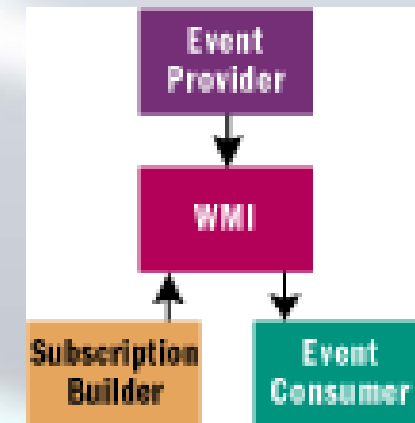 Event
Provider
WMI
Subscription
Builder
Event
Consumer